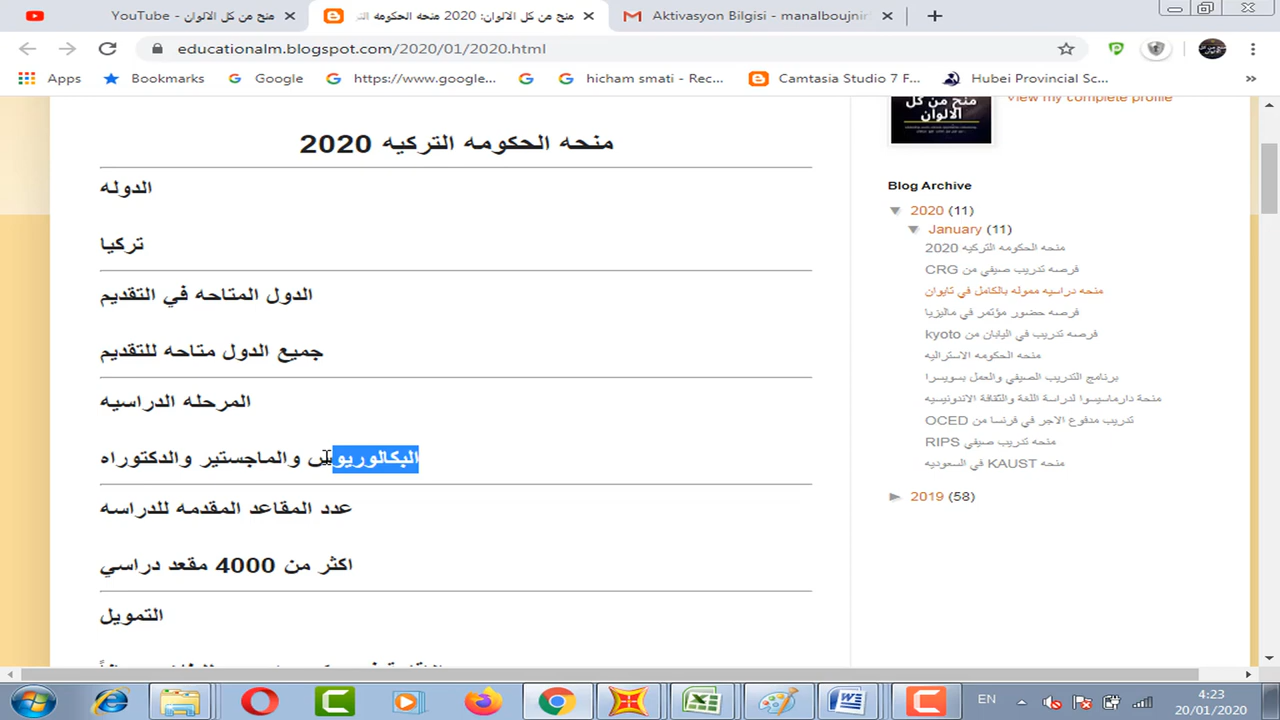 منح من كل الالوان - YouTube
منح من كل الالوان: 2020 منحه الحكومه التر
Aktivasyon Bilgisi - manalboujnir
educationalm.blogspot.com/2020/01/2020.html
Apps
Bookmarks
Google
https://www.google...
hicham smati - Rec...
Camtasia Studio 7 F...
Hubei Provincial Sc...
»
منحه الحكومه التركيه 2020
الدوله
تركيا
الدول المتاحه في التقديم
جميع الدول متاحه للتقديم
المرحله الدراسيه
البكالوريوس والماجستير والدكتوراه
عدد المقاعد المقدمه للدراسه
اكثر من 4000 مقعد دراسي
التمويل
منح من كل
الالوان
View my complete profile
Blog Archive
▼ 2020 (11)
▼ January (11)
منحه الحكومه التركيه 2020
فرصه تدريب صيفي من CRG
منحه دراسيه مموله بالكامل في تايوان
فرصه حضور مؤتمر في ماليزيا
فرصه تدريب في اليابان من kyoto
منحه الحكومه الاستراليه
برنامج التدريب الصيفي والعمل بسويسرا
منحة دارماسيسوا لدراسة اللغة والثقافة الاندونيسيه
تدريب مدفوع الاجر في فرنسا من OCED
منحه تدريب صيفي RIPS
منحه KAUST في السعوديه
► 2019 (58)
EN
4:23
20/01/2020